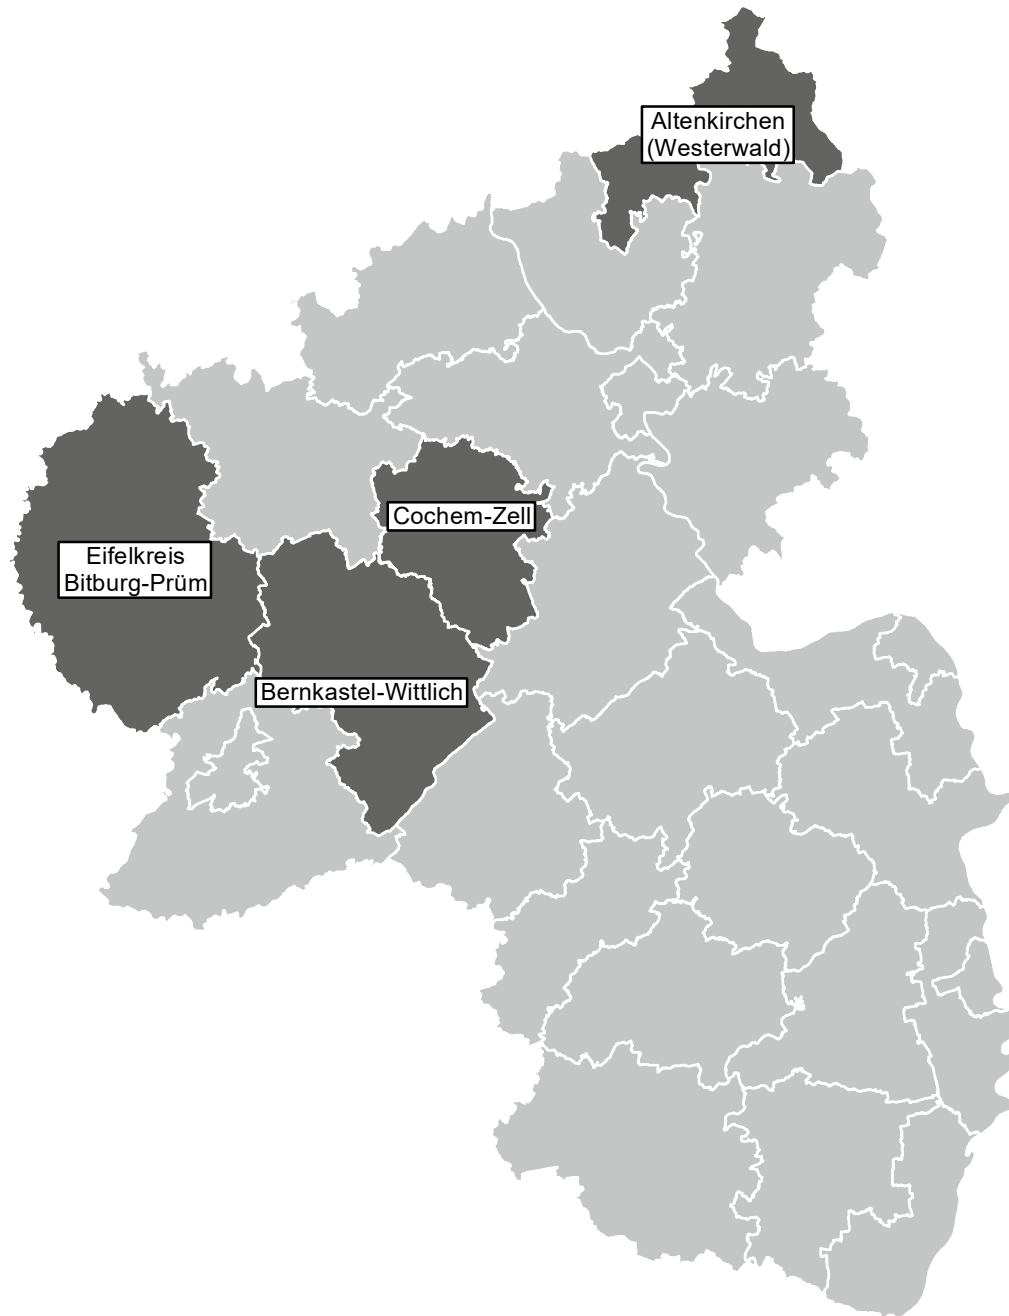 Altenkirchen
(Westerwald)
Cochem-Zell
Eifelkreis
Bitburg-Prüm
Bernkastel-Wittlich